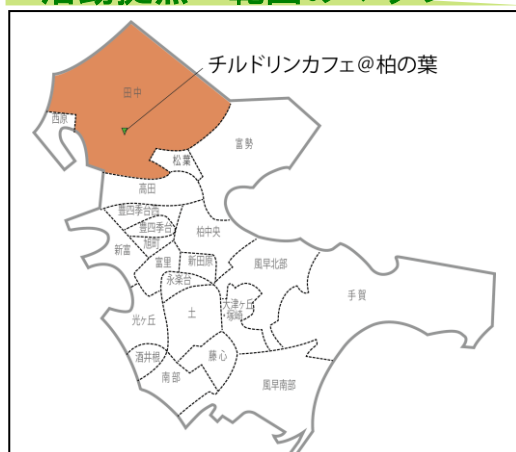 チルドリンカフェ@柏の葉
田中
西原
富勢
松葉
高田
豊四季台西
豊四季台
柏中央
旭町
新富
富里
新田原
風早北部
永楽台
手賀
大津ヶ丘
・塚崎
光ヶ丘
土
酒井根
藤心
南部
風早南部